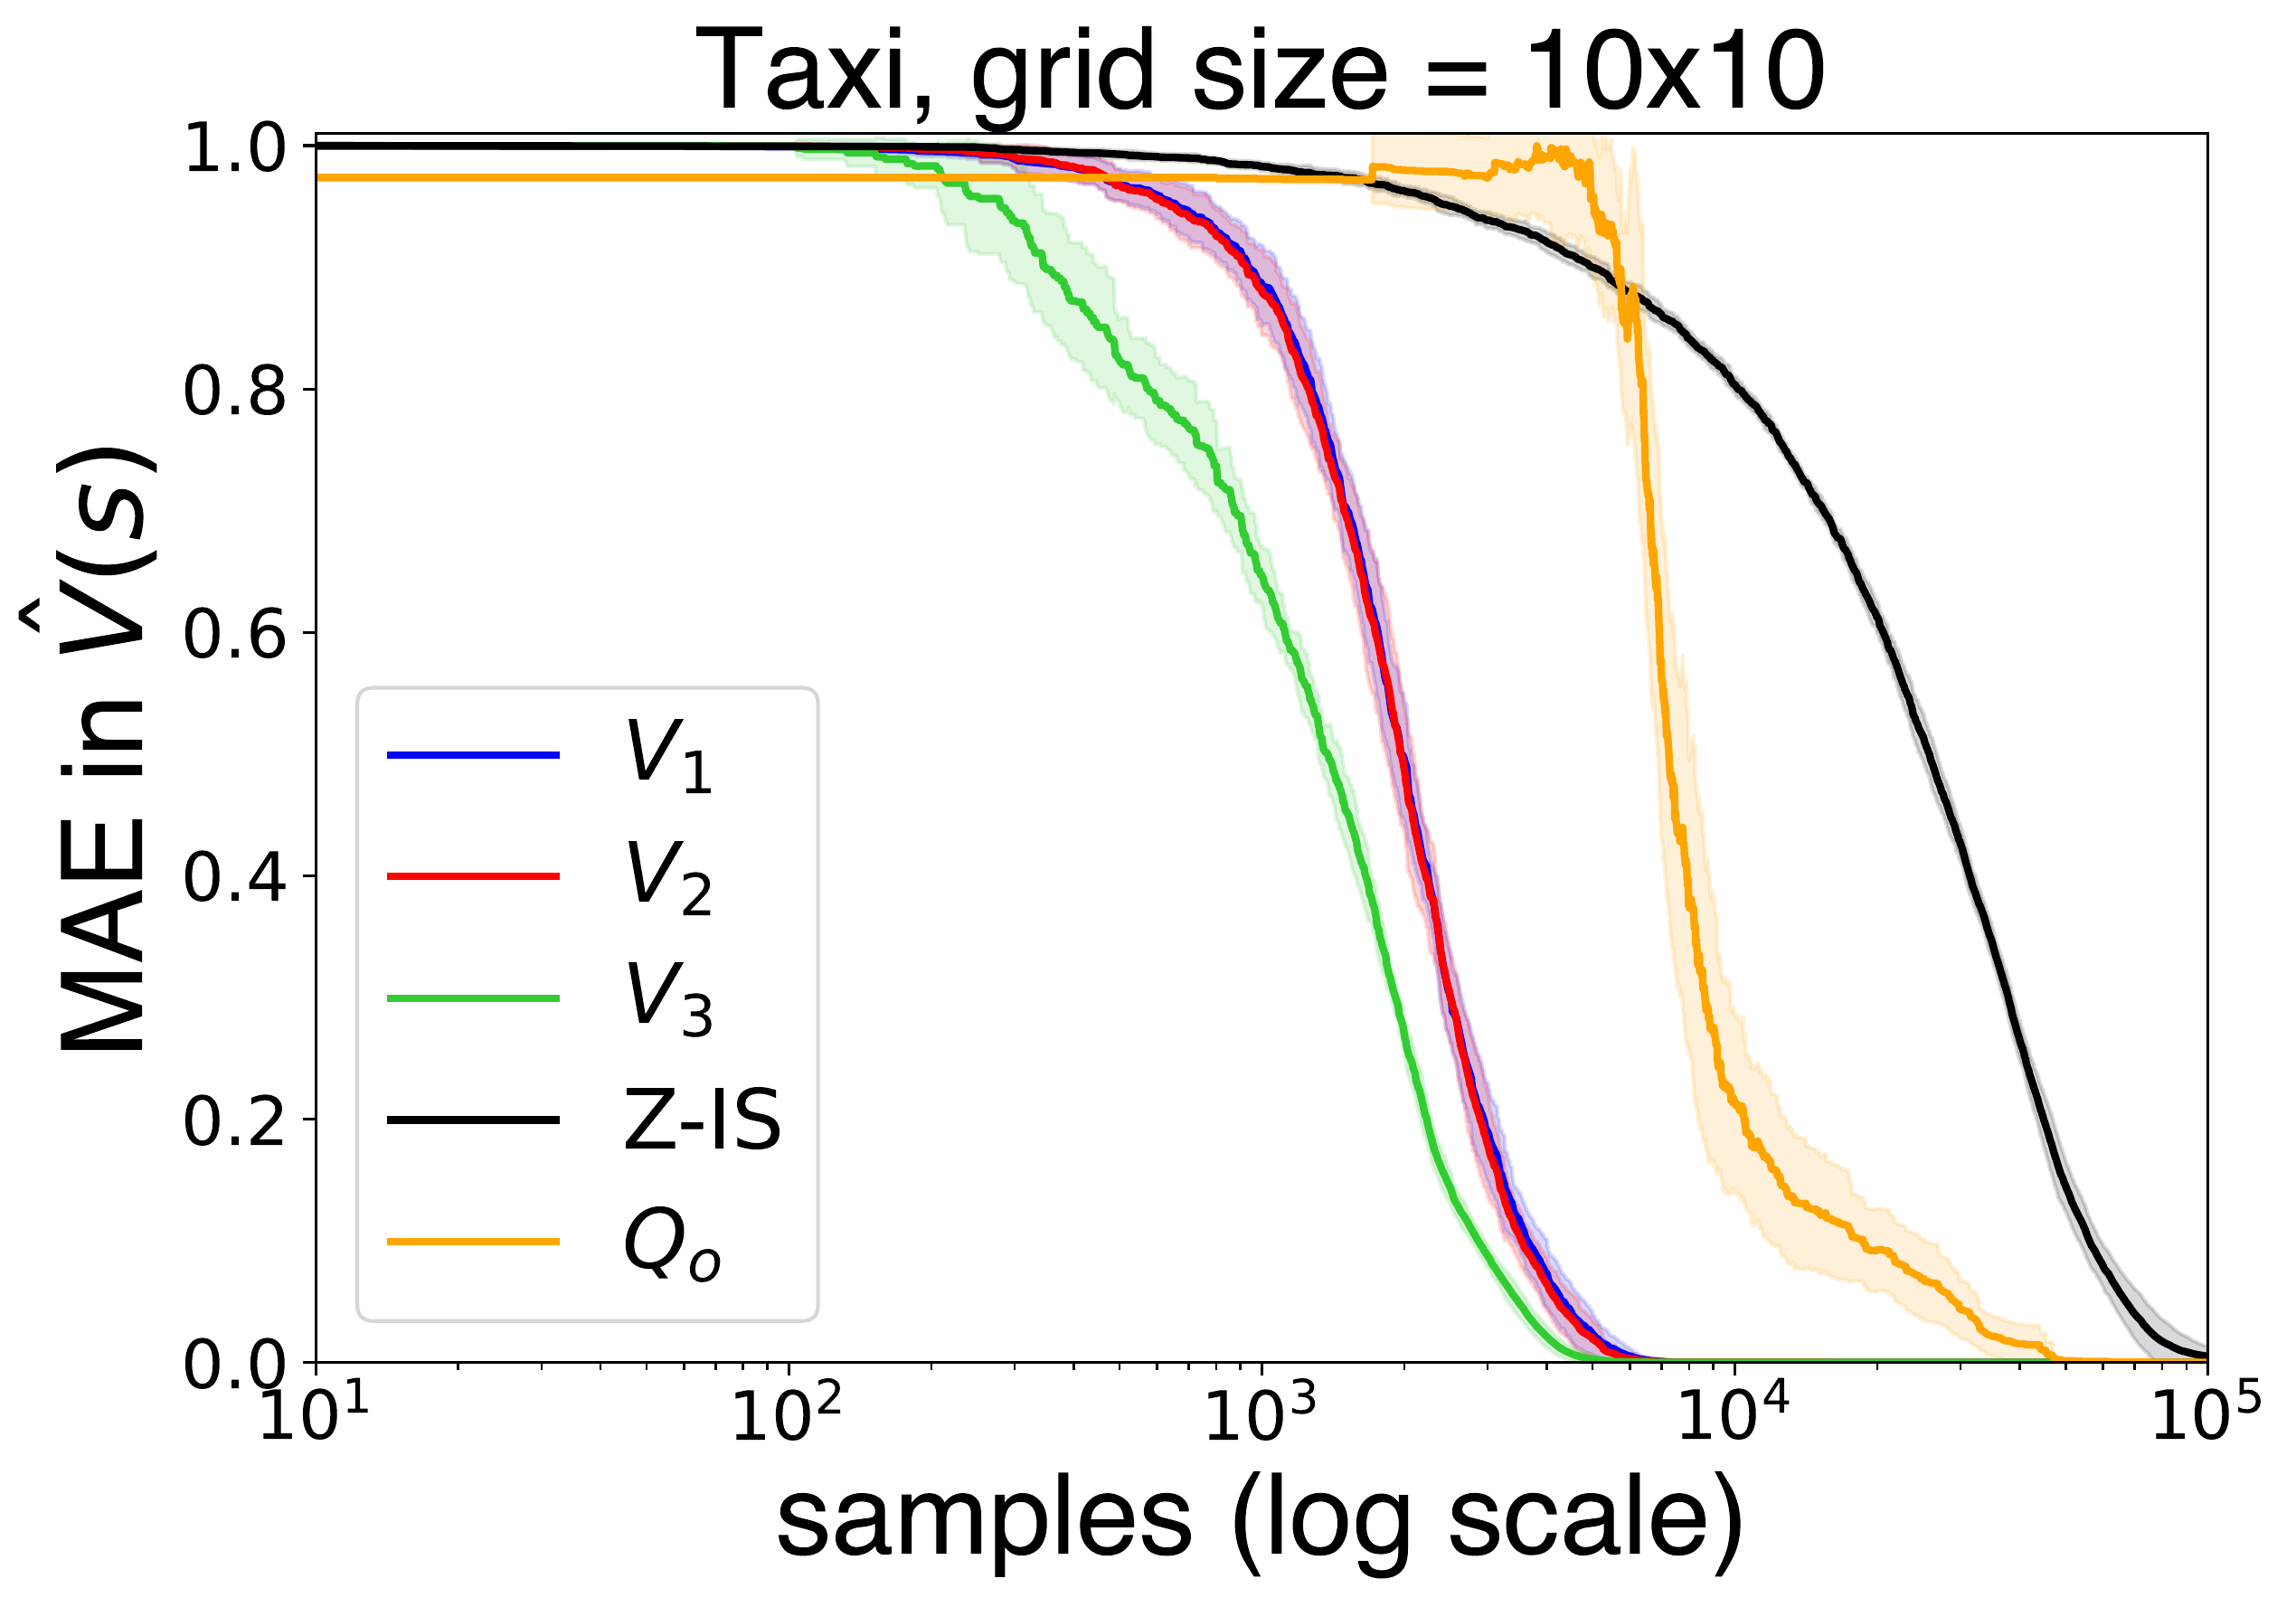 Taxi, grid size = 10x10
MAE in V̂(s)
1.0
0.8
0.6
0.4
0.2
0.0
V₁
V₂
V₃
Z-IS
Qₒ
10¹ 10² 10³ 10⁴ 10⁵
samples (log scale)